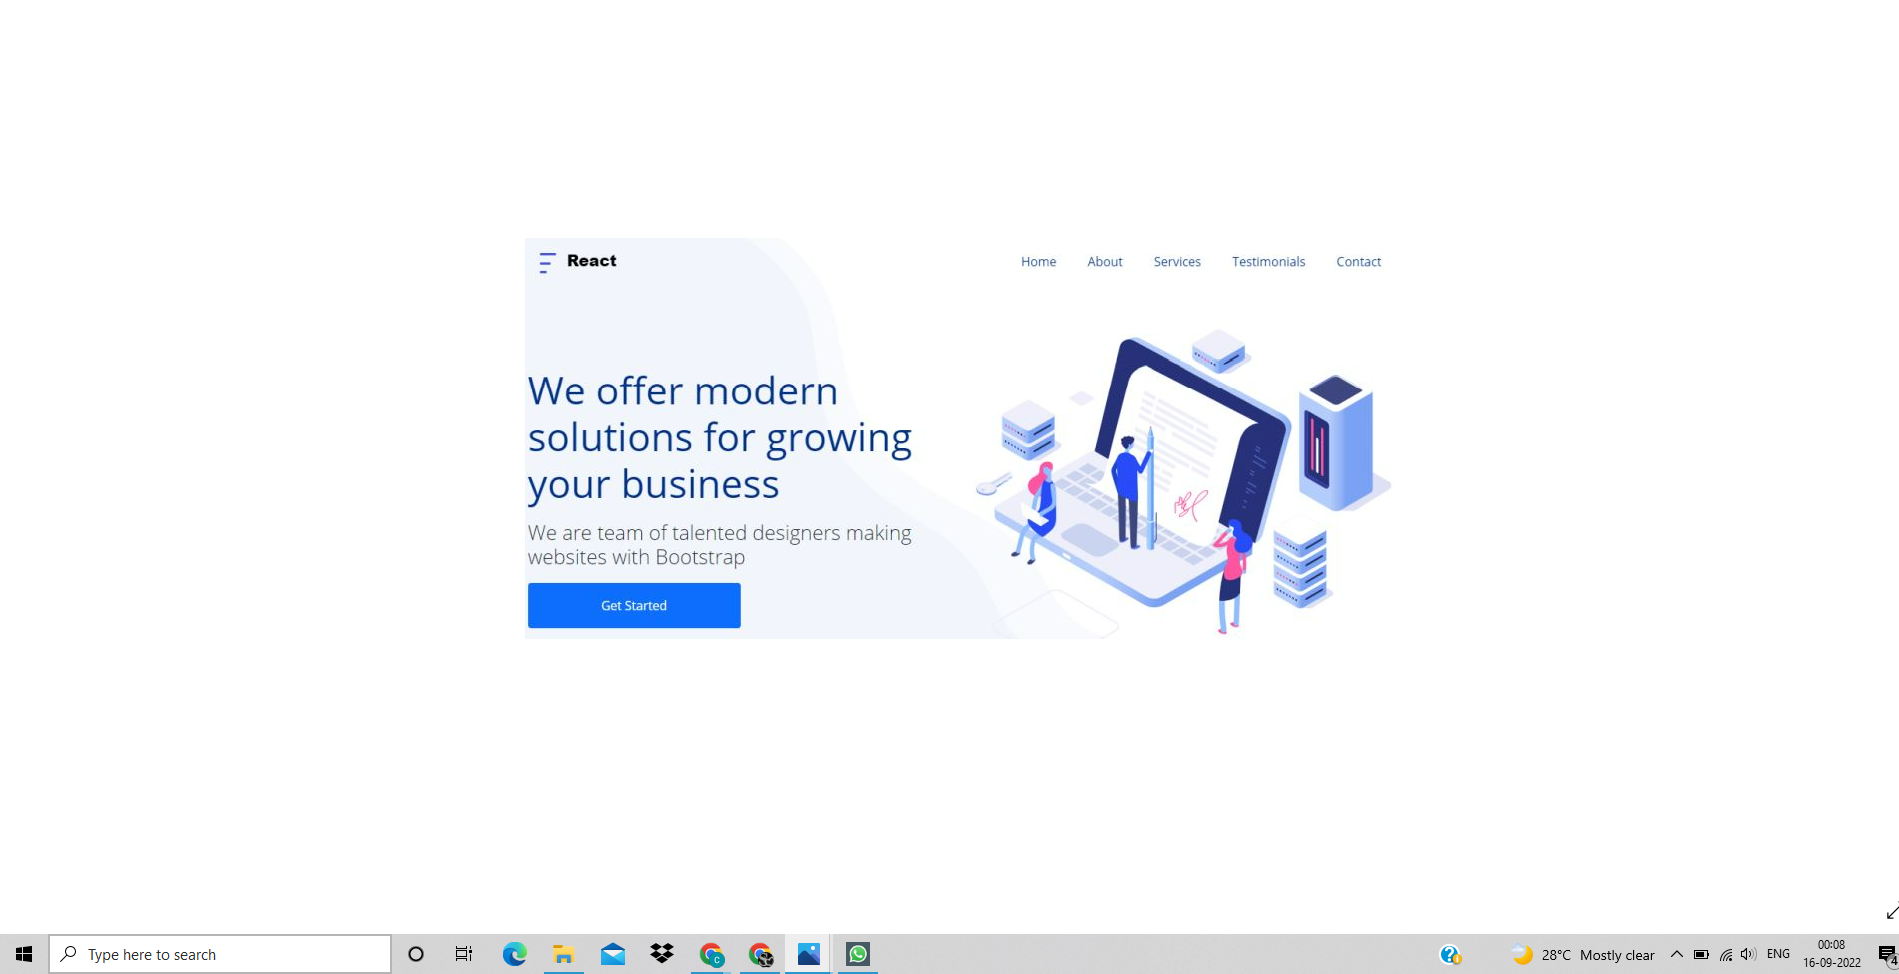 React
Home About Services Testimonials Contact
We offer modern
solutions for growing
your business
We are team of talented designers making
websites with Bootstrap
Get Started
Type here to search
C
28°C Mostly clear
ENG
00:08
16-09-2022
4